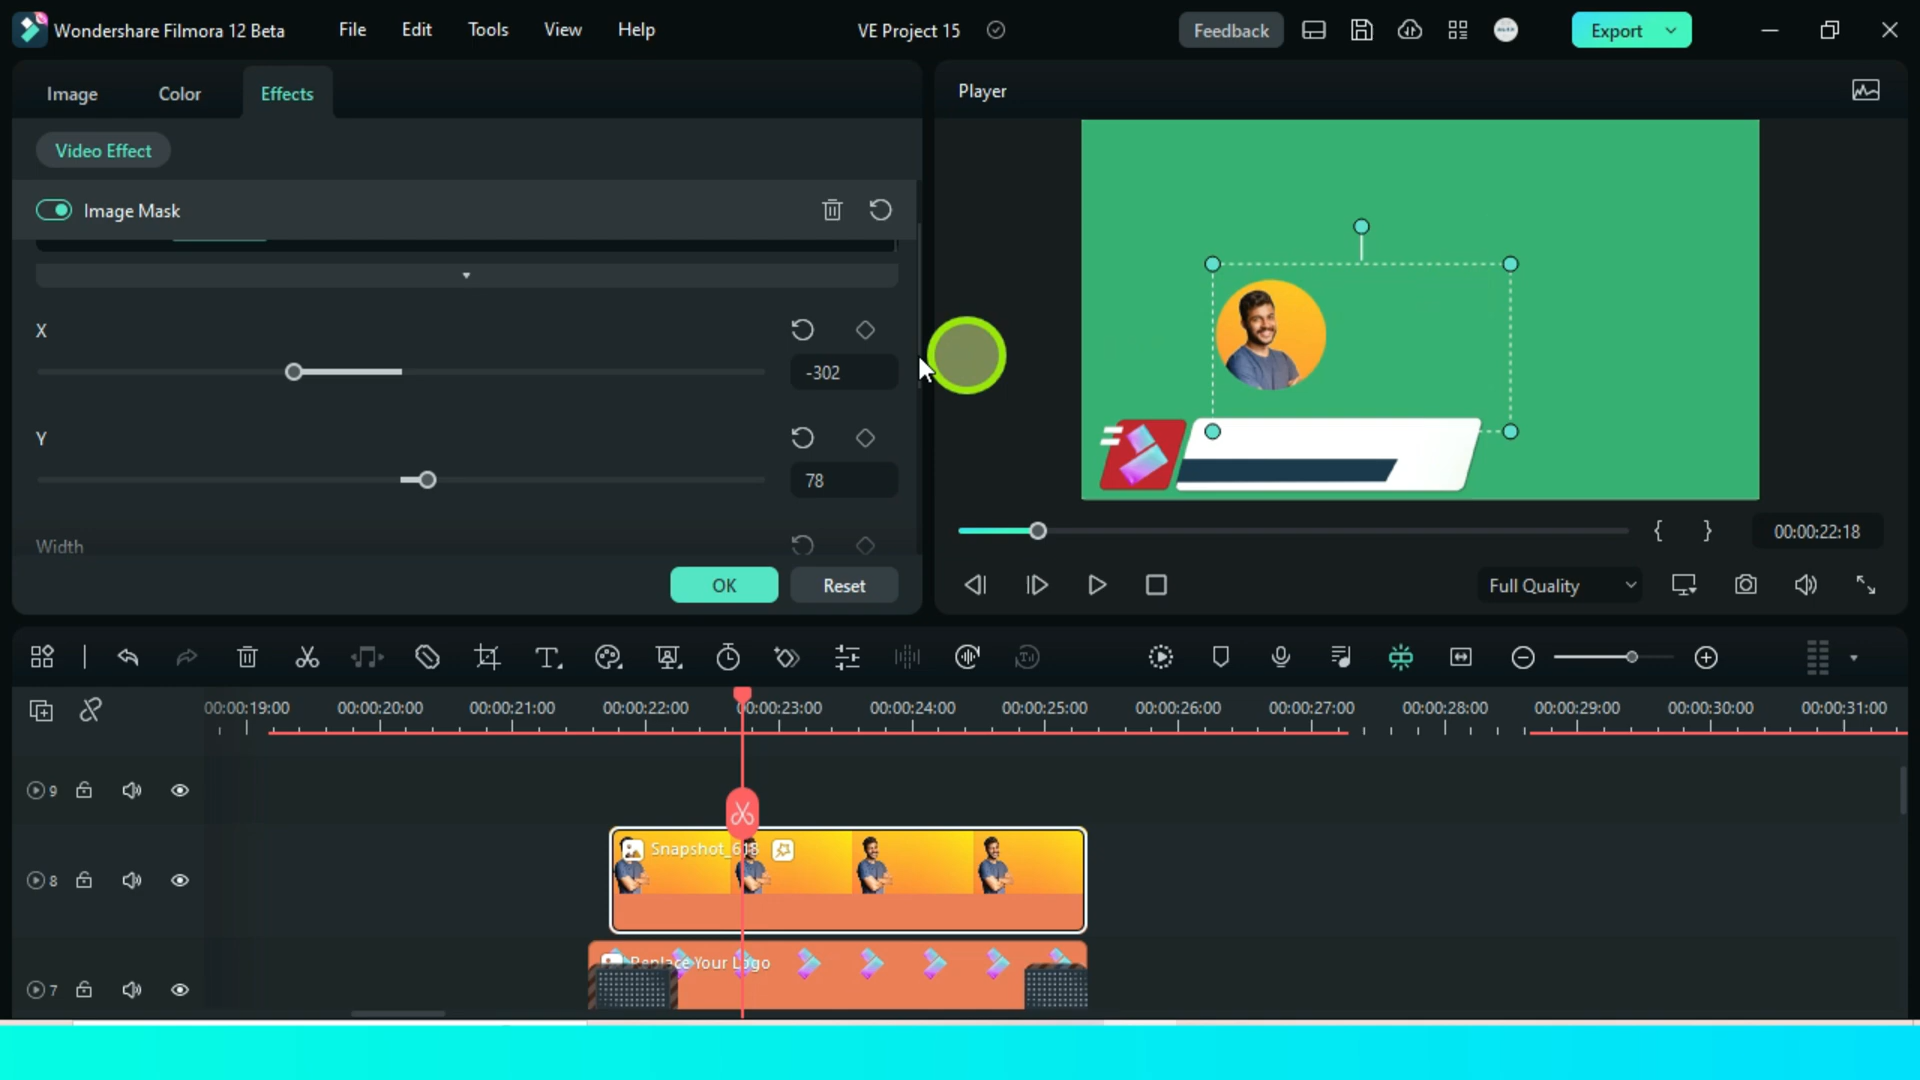 Wondershare Filmora 12 Beta File Edit Tools View Help VE Project 15 Feedback Export
Image Color Effects
Player
Video Effect
Image Mask
X
-302
Y
78
Width
OK Reset
00:00:22:18
Full Quality
00:00:19:00 00:00:20:00 00:00:21:00 00:00:22:00 00:00:23:00 00:00:24:00 00:00:25:00 00:00:26:00 00:00:27:00 00:00:28:00 00:00:29:00 00:00:30:00 00:00:31:00
9
Snapshot_618
8
Replace Your Logo
7